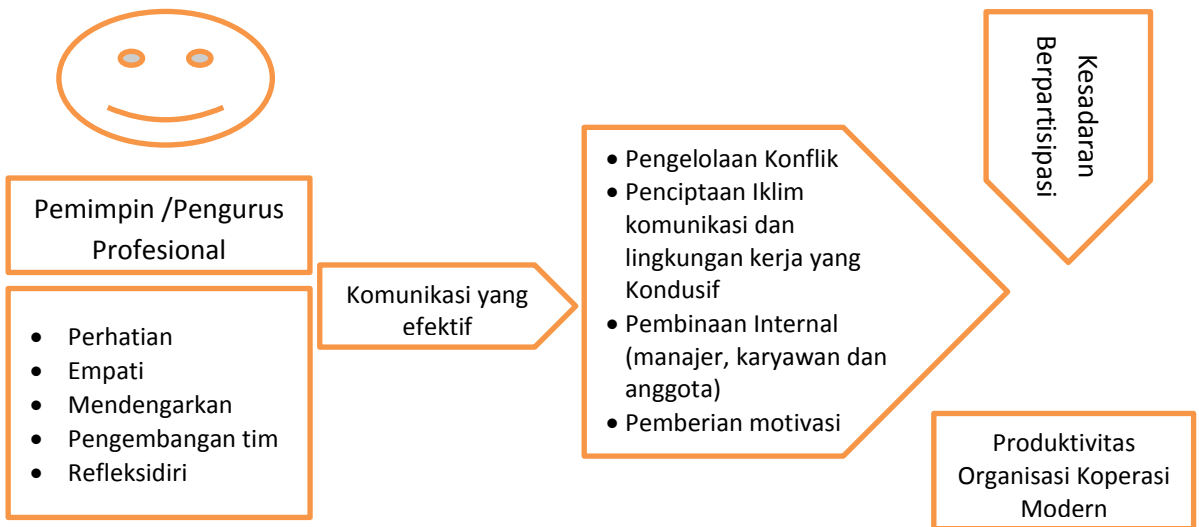 Pemimpin /Pengurus
Profesional
• Perhatian
• Empati
• Mendengarkan
• Pengembangan tim
• Refleksidiri
Komunikasi yang
efektif
• Pengelolaan Konflik
• Penciptaan Iklim
komunikasi dan
lingkungan kerja yang
Kondusif
• Pembinaan Internal
(manajer, karyawan dan
anggota)
• Pemberian motivasi
Kesadaran
Berpartisipasi
Produktivitas
Organisasi Koperasi
Modern